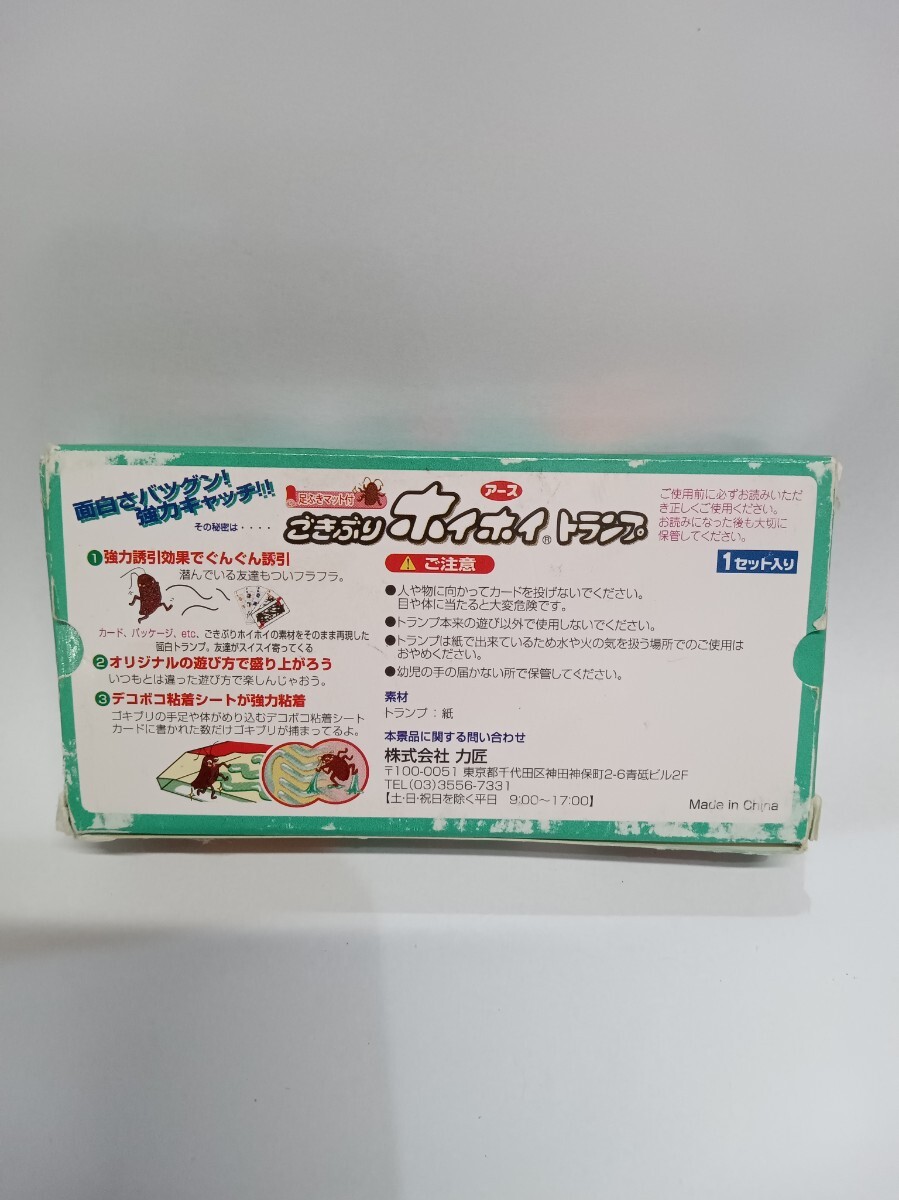 面白さバツグン!
強力キャッチ!!!
その秘密は・・・・
足ふきマット付
アース
ごきぶりホイホイ®トランプ
ご使用前に必ずお読みいただ
き正しくご使用ください。
お読みになった後も大切に
保管してください。
1セット入り
1 強力誘引効果でぐんぐん誘引
潜んでいる友達もついフラフラ。
カード、パッケージ、etc、ごきぶりホイホイの素材をそのまま再現した
面白トランプ。友達がスイスイ寄ってくる
2 オリジナルの遊び方で盛り上がろう
いつもとは違った遊び方で楽しんじゃおう。
3 デコボコ粘着シートが強力粘着
ゴキブリの手足や体がめり込むデコボコ粘着シート
カードに書かれた数だけゴキブリが捕まってるよ。
ご注意
●人や物に向かってカードを投げないでください。
目や体に当たると大変危険です。
●トランプ本来の遊び以外で使用しないでください。
●トランプは紙で出来ているため水や火の気を扱う場所でのご使用は
おやめください。
●幼児の手の届かない所で保管してください。
素材
トランプ:紙
本景品に関する問い合わせ
株式会社 力匠
〒100-0051 東京都千代田区神田神保町2-6青砥ビル2F
TEL(03)3556-7331
【土・日・祝日を除く平日 9:00〜17:00】
Made in China